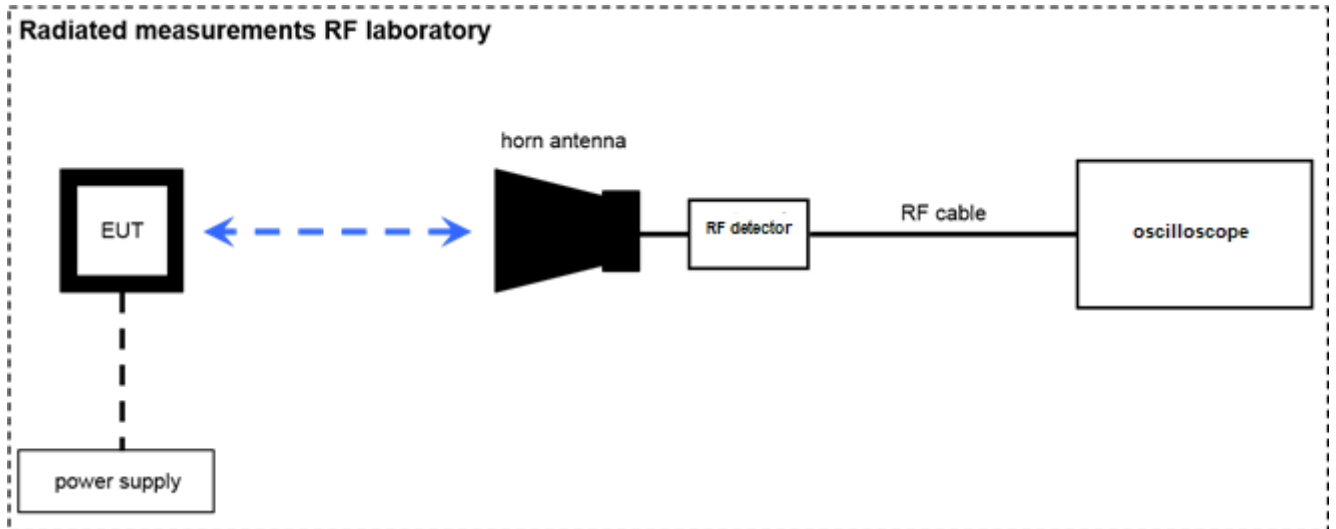 Radiated measurements RF laboratory
horn antenna
EUT
RF detector
RF cable
oscilloscope
power supply